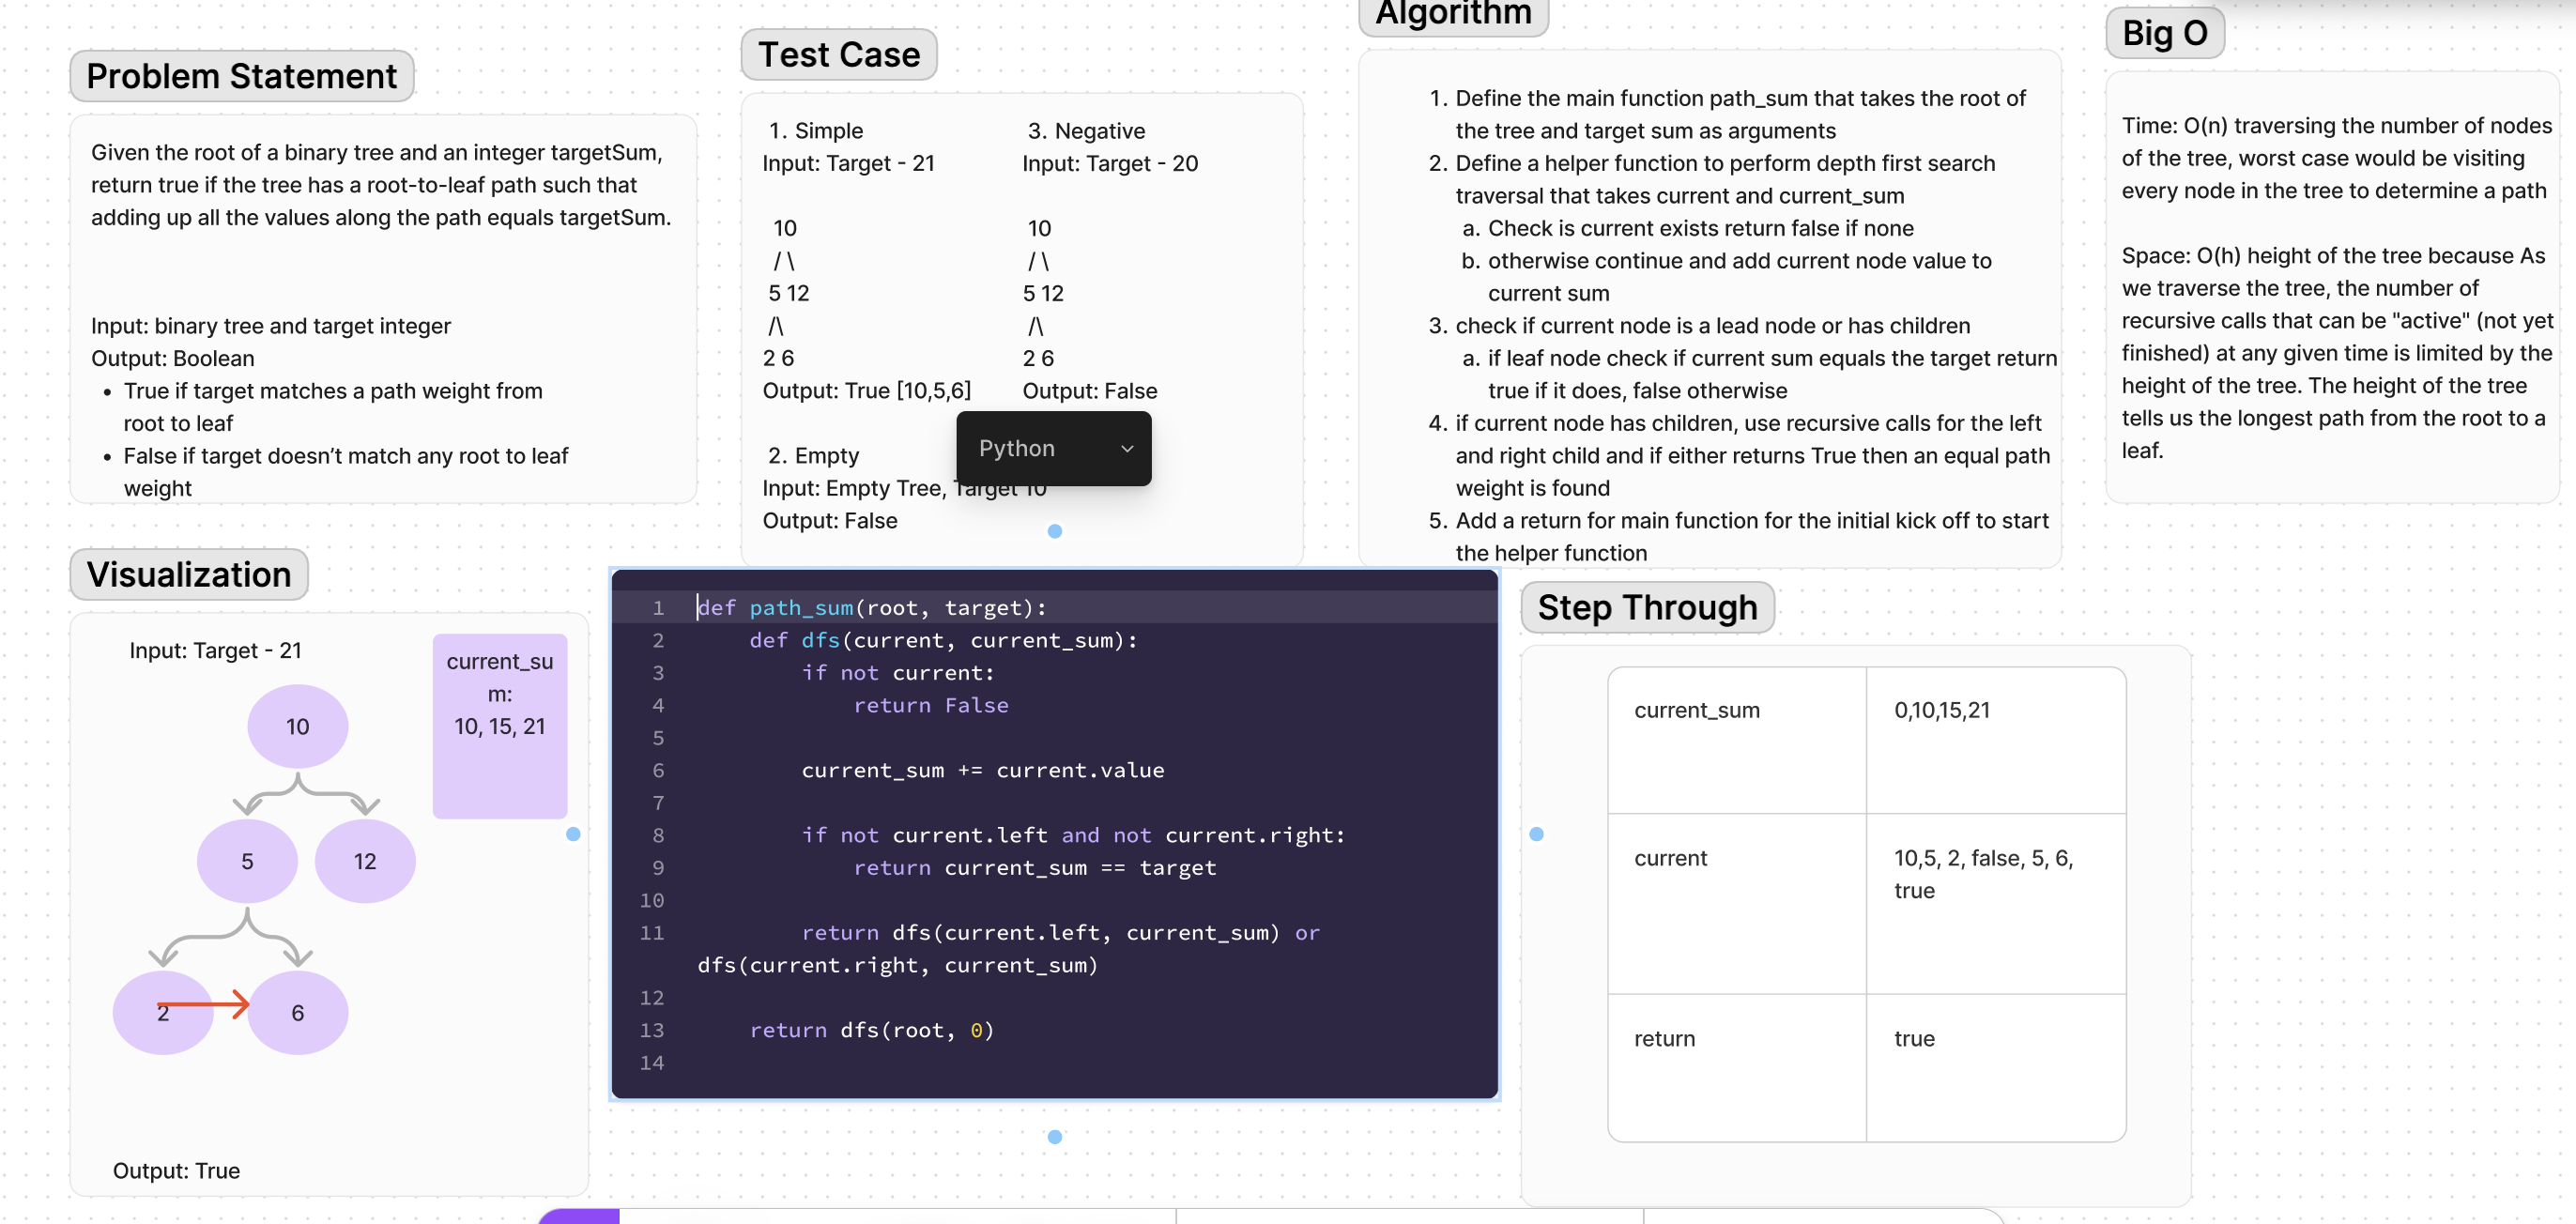 Problem Statement
Given the root of a binary tree and an integer targetSum,
return true if the tree has a root-to-leaf path such that
adding up all the values along the path equals targetSum.
Input: binary tree and target integer
Output: Boolean
• True if target matches a path weight from
root to leaf
• False if target doesn’t match any root to leaf
weight
Test Case
1. Simple
Input: Target - 21
10
/ \
5 12
/\
2 6
Output: True [10,5,6]
2. Empty
Input: Empty Tree, Target 10
Output: False
3. Negative
Input: Target - 20
10
/ \
5 12
/\
2 6
Output: False
Python
Algorithm
1. Define the main function path_sum that takes the root of
the tree and target sum as arguments
2. Define a helper function to perform depth first search
traversal that takes current and current_sum
a. Check is current exists return false if none
b. otherwise continue and add current node value to
current sum
3. check if current node is a lead node or has children
a. if leaf node check if current sum equals the target return
true if it does, false otherwise
4. if current node has children, use recursive calls for the left
and right child and if either returns True then an equal path
weight is found
5. Add a return for main function for the initial kick off to start
the helper function
Big O
Time: O(n) traversing the number of nodes
of the tree, worst case would be visiting
every node in the tree to determine a path
Space: O(h) height of the tree because As
we traverse the tree, the number of
recursive calls that can be "active" (not yet
finished) at any given time is limited by the
height of the tree. The height of the tree
tells us the longest path from the root to a
leaf.
Visualization
Input: Target - 21
current_su
m:
10, 15, 21
10
5 12
2 6
Output: True
1 def path_sum(root, target):
2     def dfs(current, current_sum):
3         if not current:
4             return False
5
6         current_sum += current.value
7
8         if not current.left and not current.right:
9             return current_sum == target
10
11         return dfs(current.left, current_sum) or
dfs(current.right, current_sum)
12
13     return dfs(root, 0)
14
Step Through
current_sum 0,10,15,21
current 10,5, 2, false, 5, 6,
true
return true